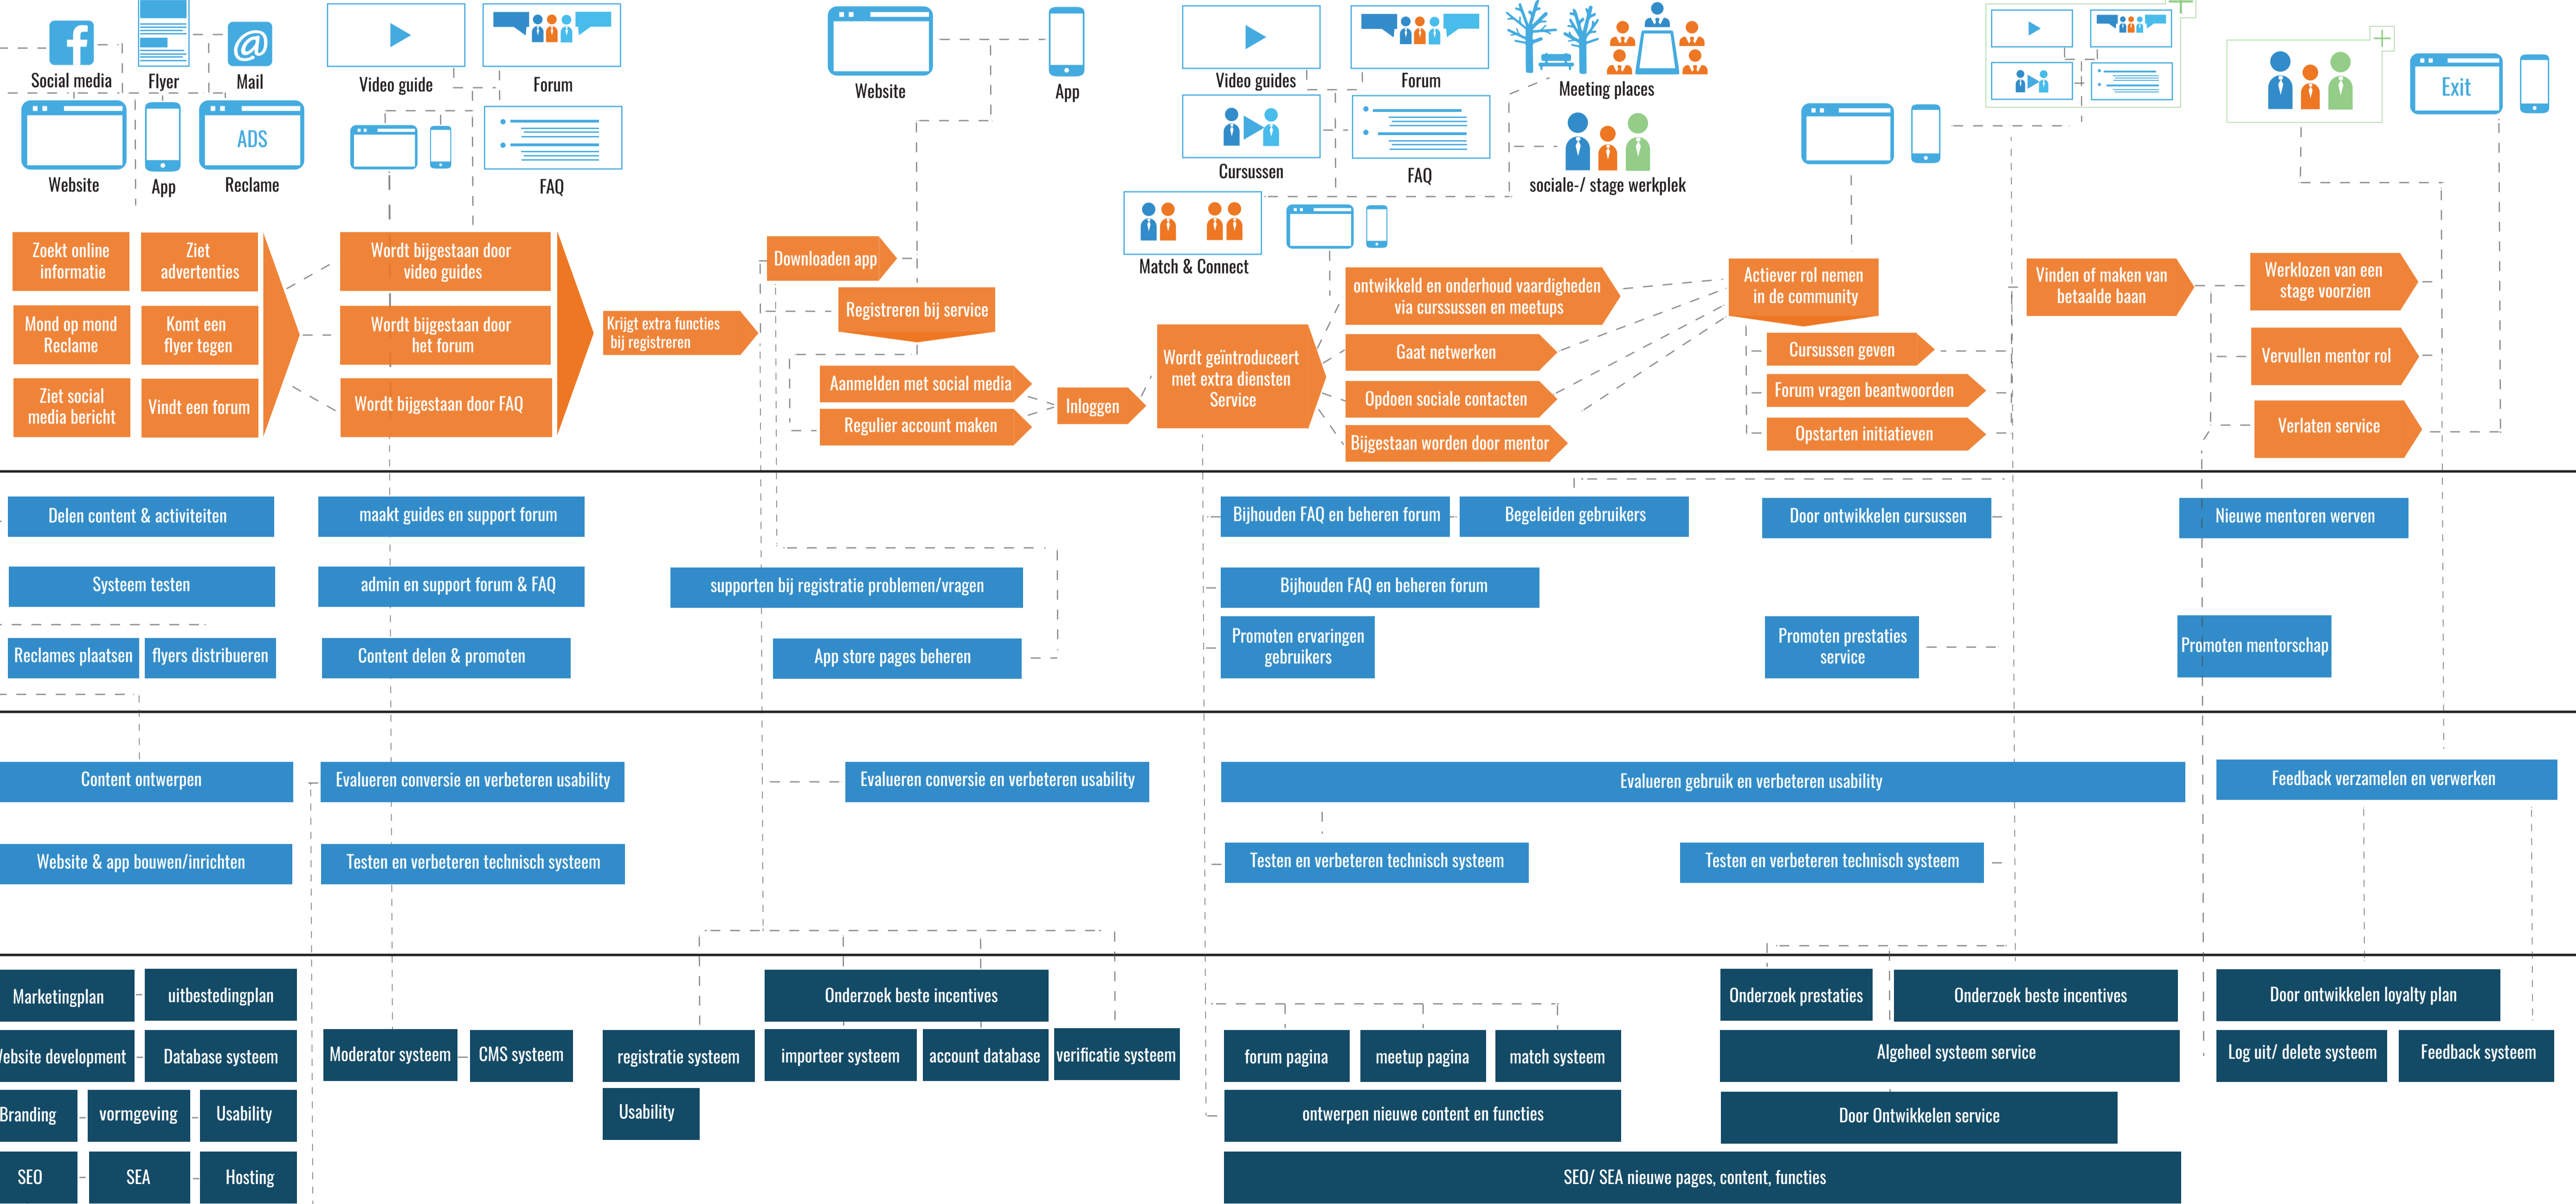 Social media
Flyer
@
Mail
Website
App
ADS
Reclame
Video guide
Forum
FAQ
Website
App
Video guides
Forum
Cursussen
FAQ
Meeting places
sociale-/ stage werkplek
Match & Connect
Exit
Zoekt online
informatie
Ziet
advertenties
Mond op mond
Reclame
Komt een
flyer tegen
Ziet social
media bericht
Vindt een forum
Wordt bijgestaan door
video guides
Wordt bijgestaan door
het forum
Wordt bijgestaan door FAQ
Krijgt extra functies
bij registreren
Downloaden app
Registreren bij service
Aanmelden met social media
Regulier account maken
Inloggen
Wordt geïntroduceert
met extra diensten
Service
ontwikkeld en onderhoud vaardigheden
via curssussen en meetups
Gaat netwerken
Opdoen sociale contacten
Bijgestaan worden door mentor
Actiever rol nemen
in de community
Cursussen geven
Forum vragen beantwoorden
Opstarten initiatieven
Vinden of maken van
betaalde baan
Werklozen van een
stage voorzien
Vervullen mentor rol
Verlaten service
Delen content & activiteiten
maakt guides en support forum
Bijhouden FAQ en beheren forum
Begeleiden gebruikers
Door ontwikkelen cursussen
Nieuwe mentoren werven
Systeem testen
admin en support forum & FAQ
supporten bij registratie problemen/vragen
Bijhouden FAQ en beheren forum
Reclames plaatsen
flyers distribueren
Content delen & promoten
App store pages beheren
Promoten ervaringen
gebruikers
Promoten prestaties
service
Promoten mentorschap
Content ontwerpen
Evalueren conversie en verbeteren usability
Evalueren conversie en verbeteren usability
Evalueren gebruik en verbeteren usability
Feedback verzamelen en verwerken
Website & app bouwen/inrichten
Testen en verbeteren technisch systeem
Testen en verbeteren technisch systeem
Testen en verbeteren technisch systeem
Marketingplan
uitbestedingplan
Onderzoek beste incentives
Onderzoek prestaties
Onderzoek beste incentives
Door ontwikkelen loyalty plan
ebsite development
Database systeem
Moderator systeem
CMS systeem
registratie systeem
importeer systeem
account database
verificatie systeem
forum pagina
meetup pagina
match systeem
Algeheel systeem service
Log uit/ delete systeem
Feedback systeem
Branding
vormgeving
Usability
Usability
ontwerpen nieuwe content en functies
Door Ontwikkelen service
SEO
SEA
Hosting
SEO/ SEA nieuwe pages, content, functies